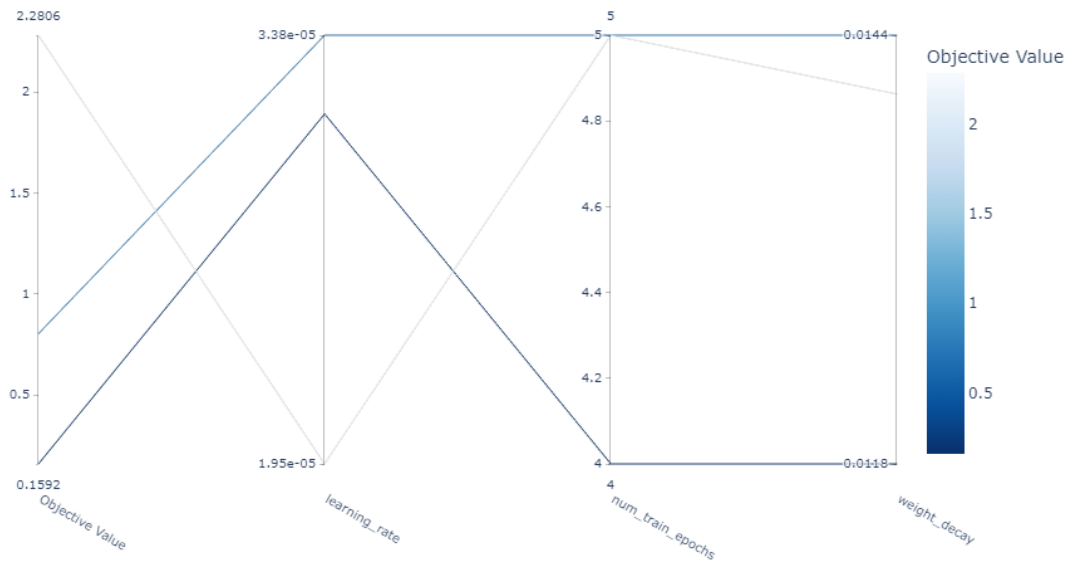 2.2806
2
1.5
1
0.5
0.1592
Objective Value
3.38e-05
1.95e-05
learning_rate
5
5
4.8
4.6
4.4
4.2
4
4
num_train_epochs
0.0144
0.0118
weight_decay
Objective Value
2
1.5
1
0.5